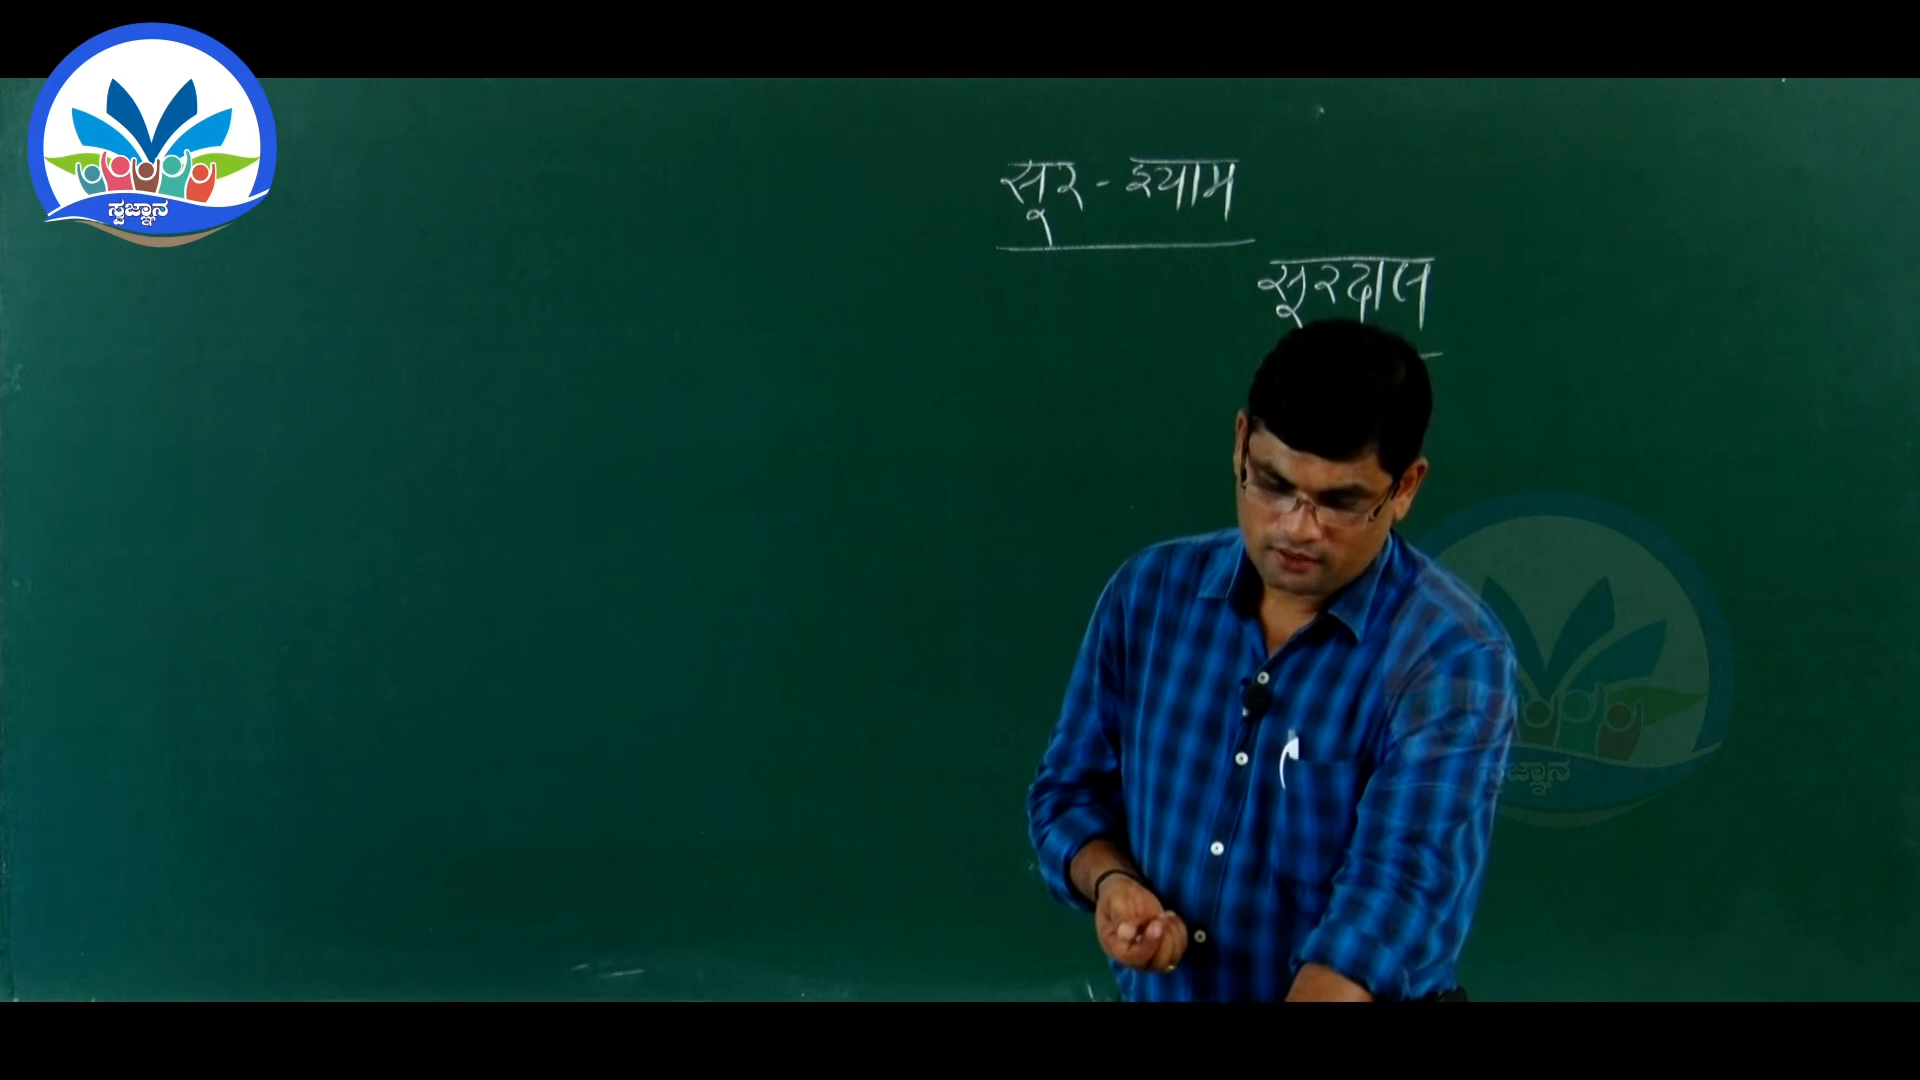 ಸ್ವಜ್ಞಾನ
सूर - श्याम
सूरदास
ಸ್ವಜ್ಞಾನ